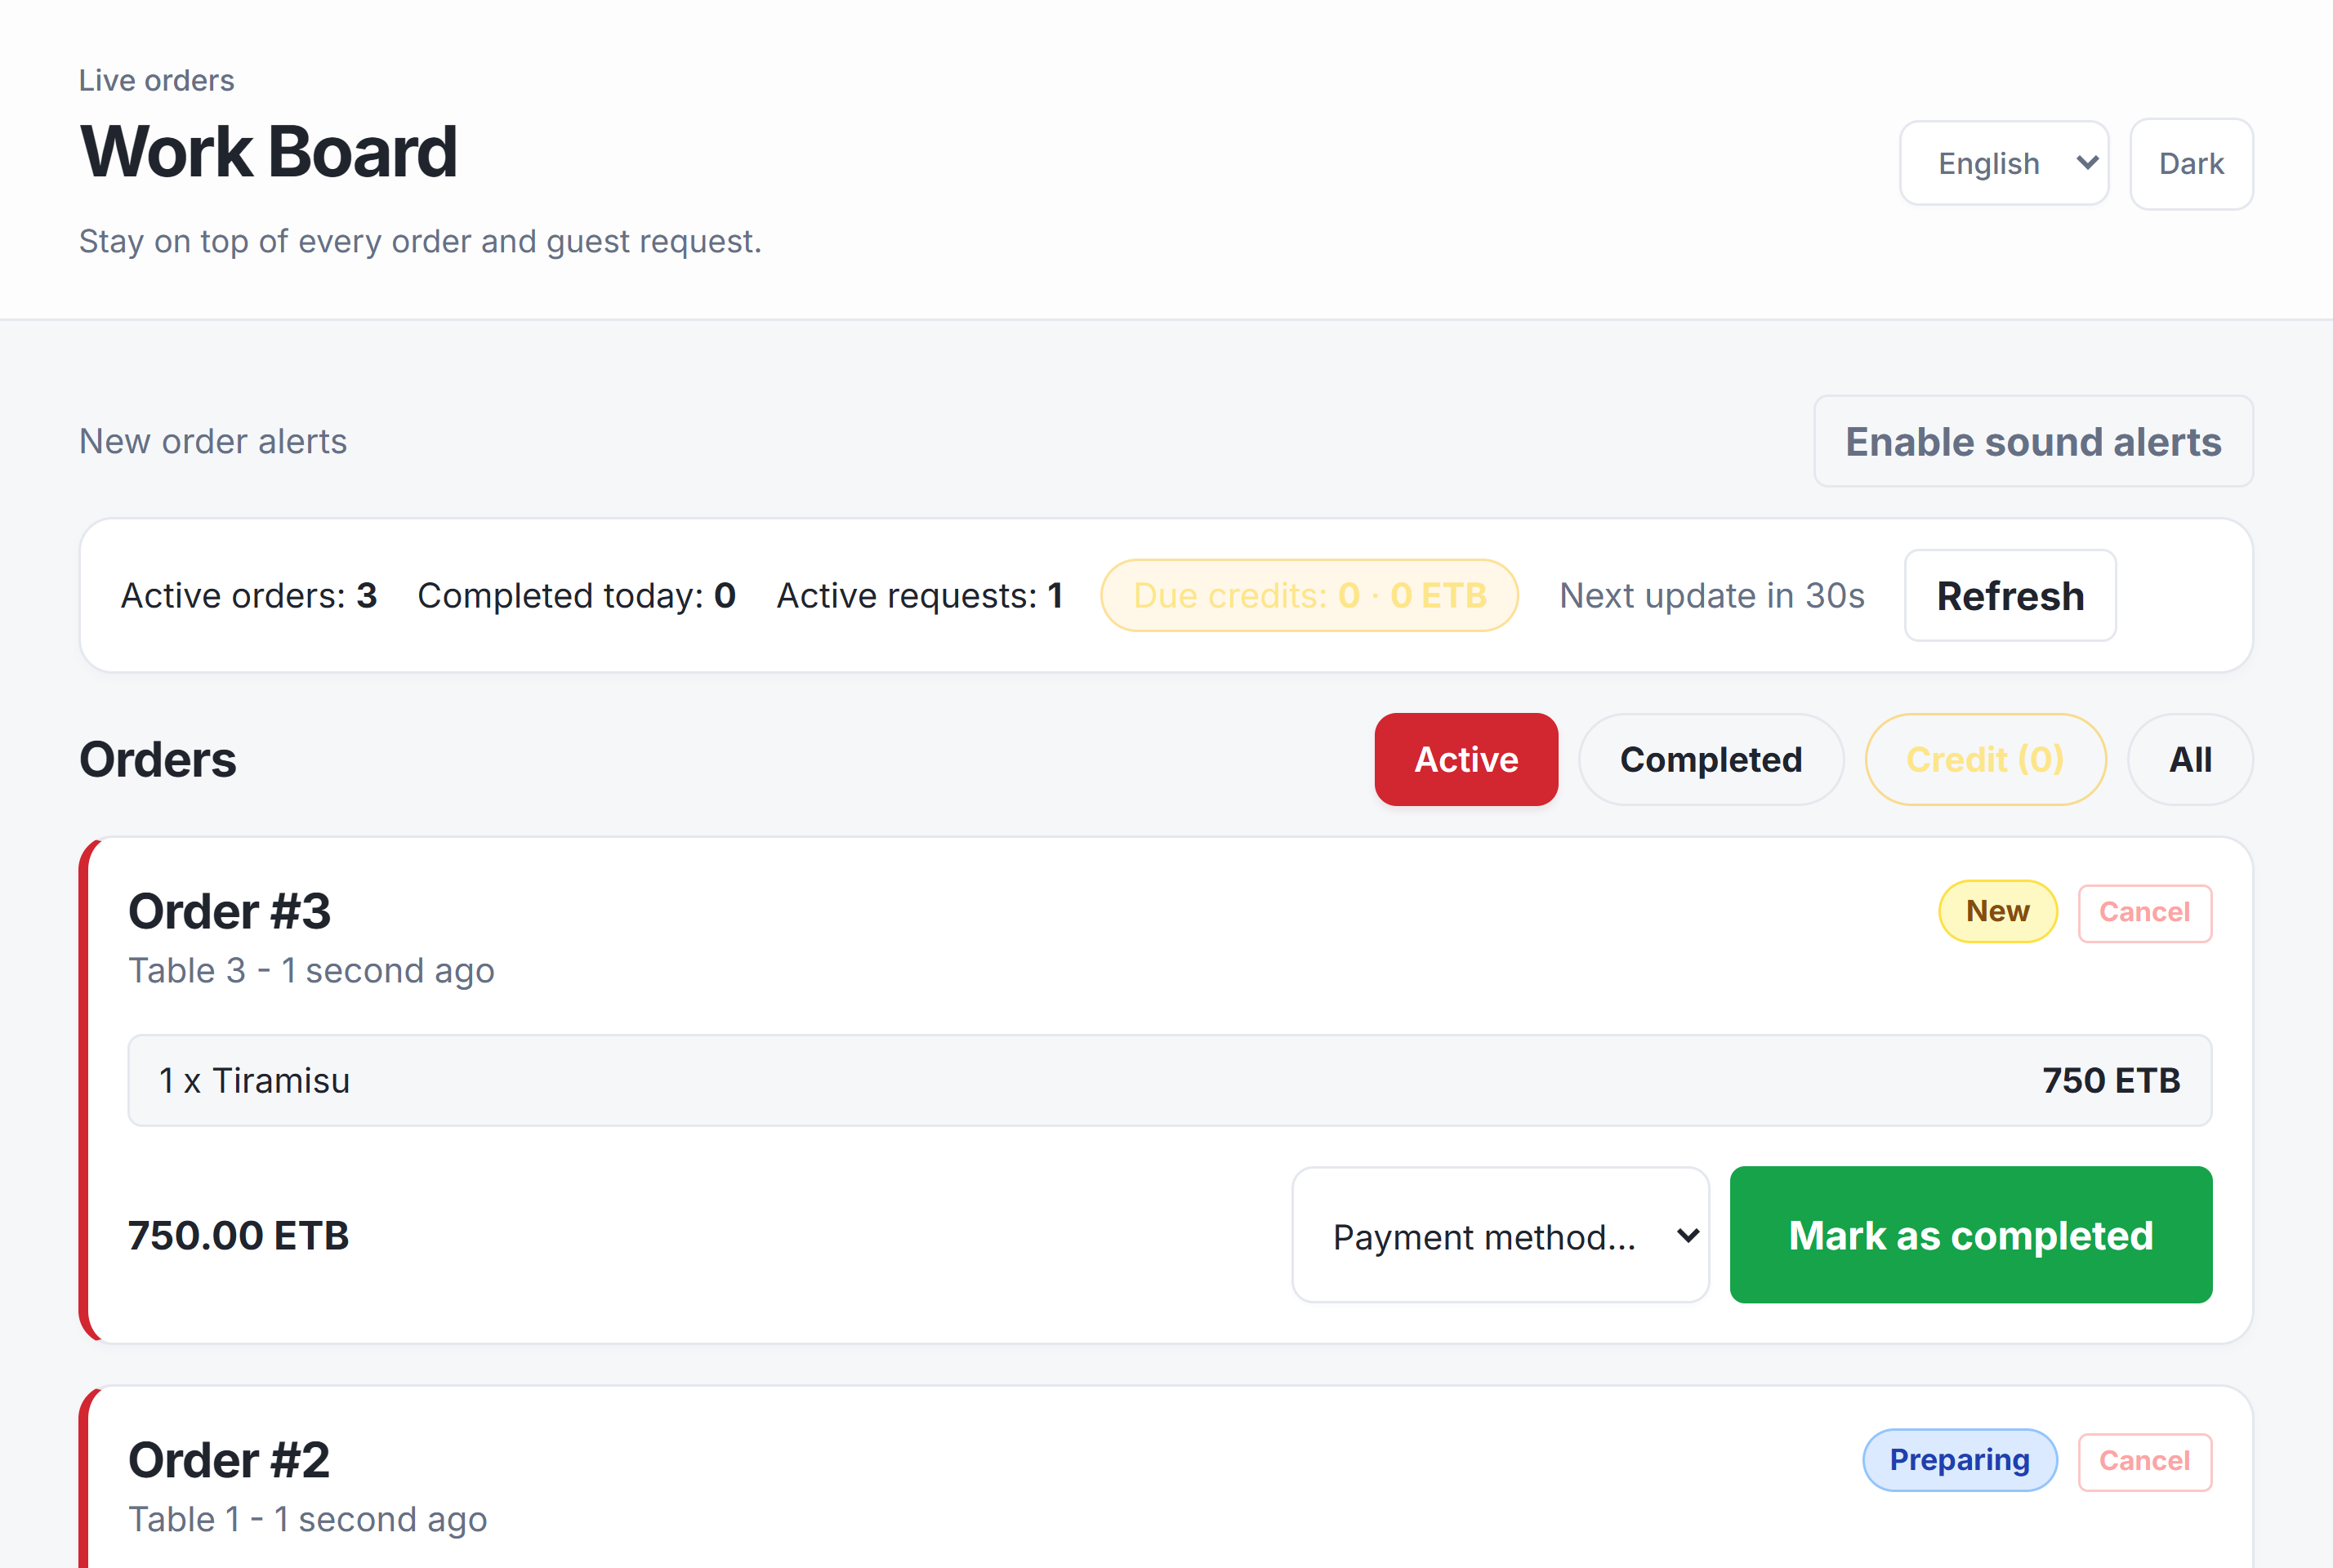 Live orders
Work Board
English
Dark
Stay on top of every order and guest request.
New order alerts
Enable sound alerts
Active orders: 3 Completed today: 0 Active requests: 1 Due credits: 0 · 0 ETB Next update in 30s Refresh
Orders
Active Completed Credit (0) All
Order #3
New Cancel
Table 3 - 1 second ago
1 x Tiramisu 750 ETB
750.00 ETB Payment method... Mark as completed
Order #2
Preparing Cancel
Table 1 - 1 second ago